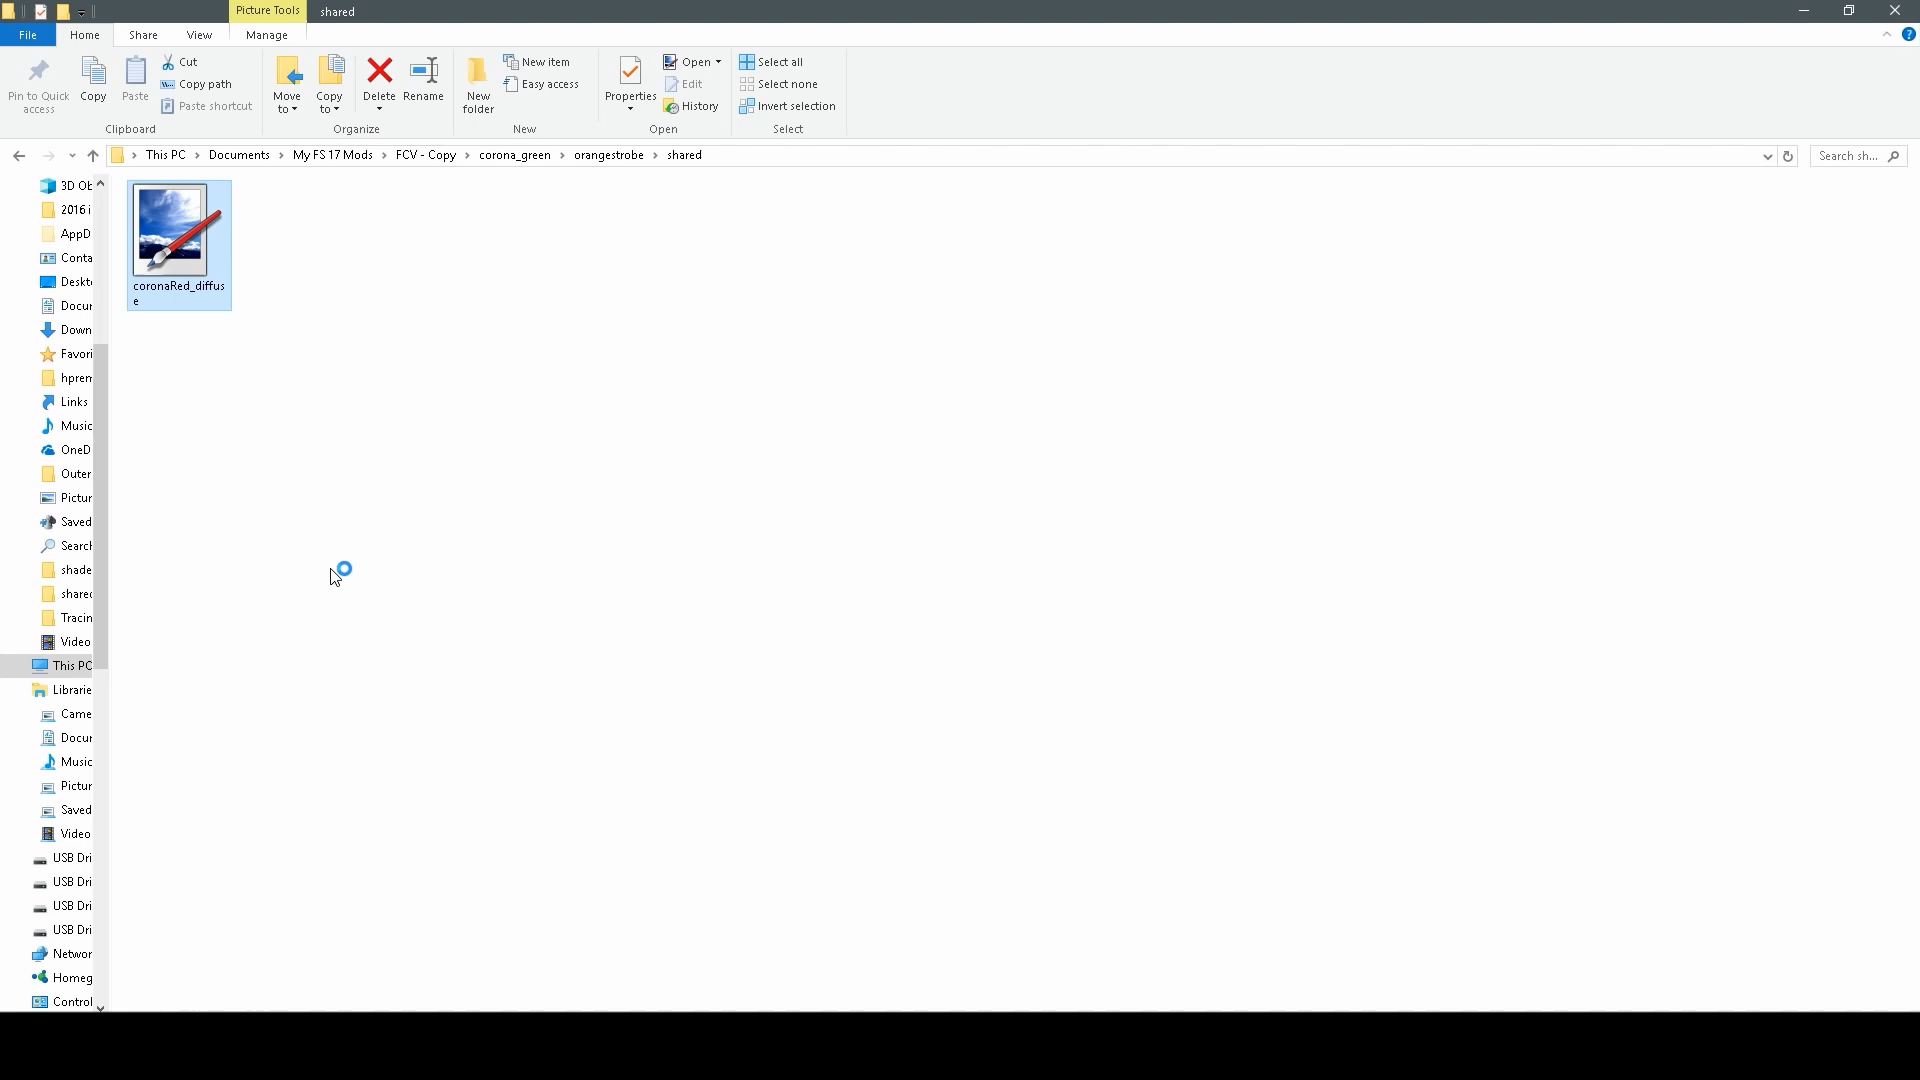 Picture Tools
shared
File
Home
Share
View
Manage
Pin to Quick
access
Copy
Paste
Cut
Copy path
Paste shortcut
Clipboard
Move
to
Copy
to
Delete
Rename
Organize
New
folder
New item
Easy access
New
Properties
Open
Edit
History
Open
Select all
Select none
Invert selection
Select
This PC
Documents
My FS 17 Mods
FCV - Copy
corona_green
orangestrobe
shared
Search sh...
3D Ob
2016 i
AppD
Conta
Deskto
Docur
Down
Favori
hprem
Links
Music
OneD
Outer
Pictur
Saved
Search
shade
shared
Tracin
Video
This PC
Librarie
Came
Docur
Music
Pictur
Saved
Video
USB Dri
USB Dri
USB Dri
USB Dri
Networ
Homeg
Control
coronaRed_diffus
e